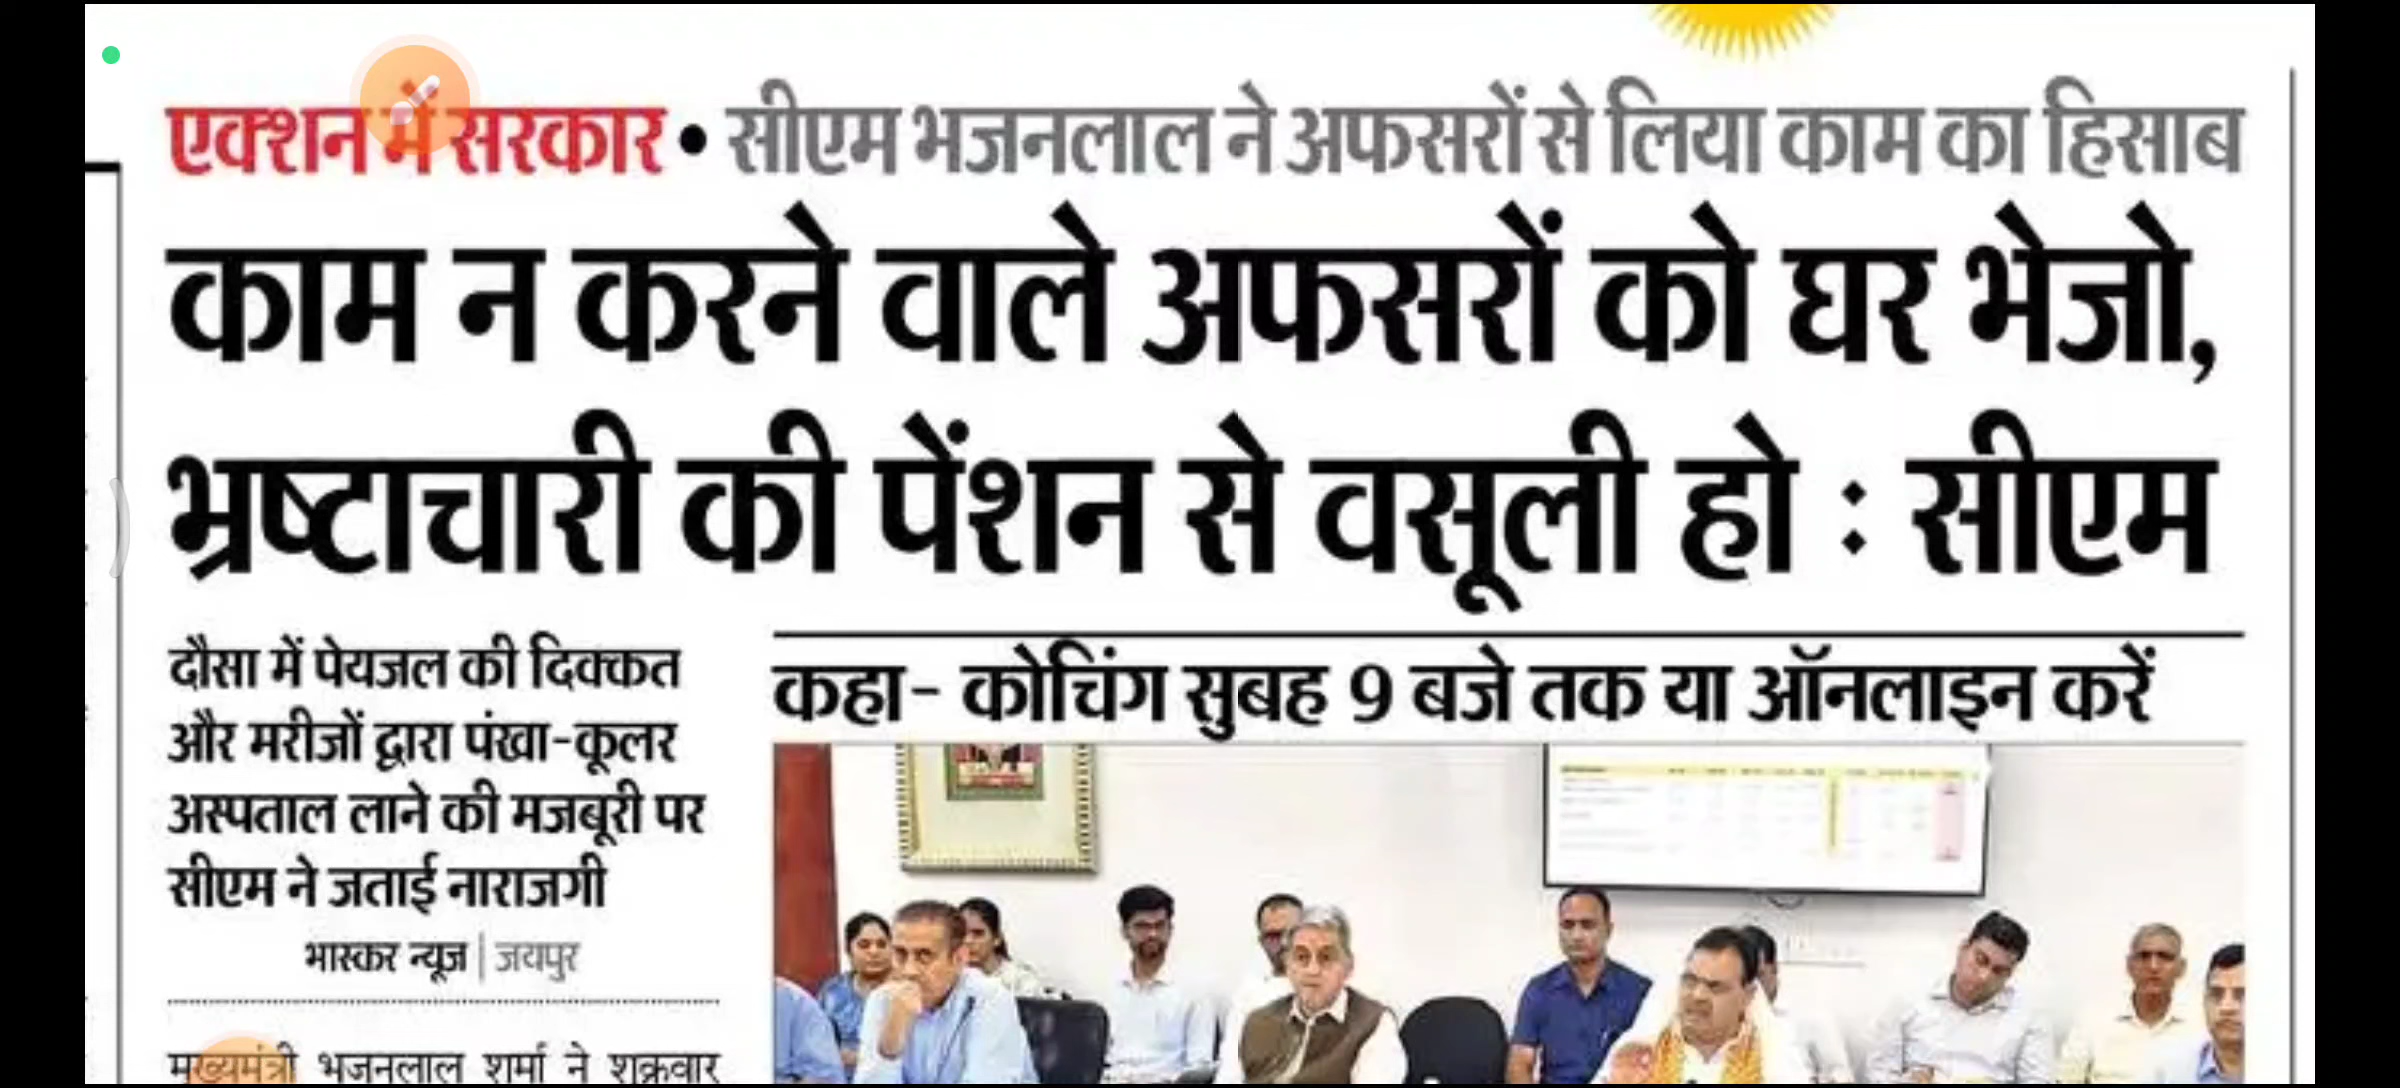 एक्शन में सरकार • सीएम भजनलाल ने अफसरों से लिया काम का हिसाब
काम न करने वाले अफसरों को घर भेजो,
भ्रष्टाचारी की पेंशन से वसूली हो : सीएम
दौसा में पेयजल की दिक्कत
और मरीजों द्वारा पंखा-कूलर
अस्पताल लाने की मजबूरी पर
सीएम ने जताई नाराजगी
भास्कर न्यूज | जयपुर
मुख्यमंत्री भजनलाल शर्मा ने शुक्रवार
कहा- कोचिंग सुबह 9 बजे तक या ऑनलाइन करें